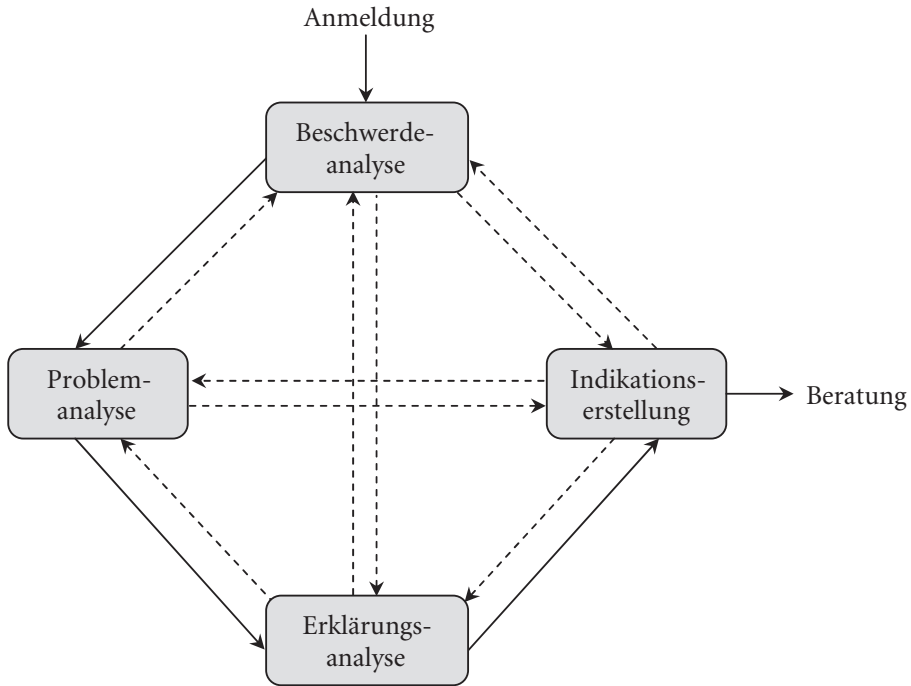 Anmeldung
Beschwerde-
analyse
Problem-
analyse
Indikations-
erstellung
Beratung
Erklärungs-
analyse